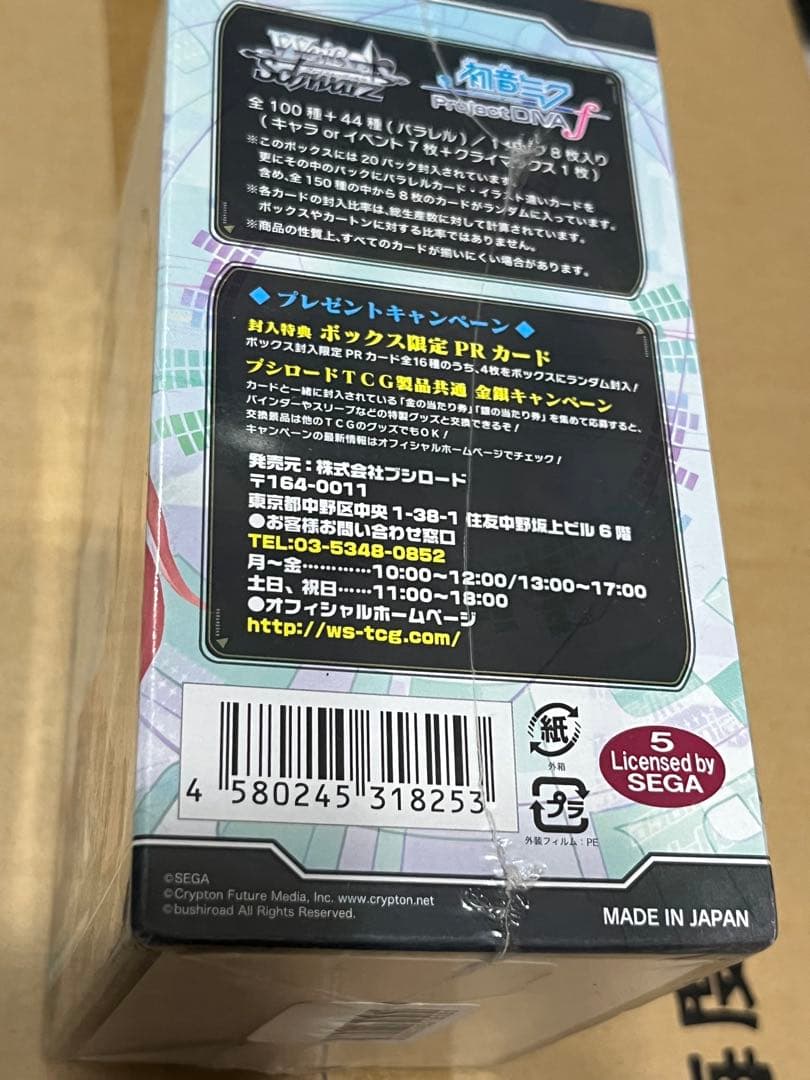 Weiß
Schwarz
初音ミク
Project DIVA f
全100種+44種(パラレル)/1パック8枚入り
(キャラ or イベント7枚+クライマックス1枚)
※このボックスには20パック封入されています。
更にその中のパックにパラレルカード・イラスト違いカードを
含め、全150種の中から8枚のカードがランダムに入っています。
※各カードの封入比率は、総生産数に対して計算されています。
ボックスやカートンに対する比率ではありません。
※商品の性質上、すべてのカードが揃いにくい場合があります。
◆プレゼントキャンペーン◆
封入特典 ボックス限定PRカード
ボックス封入限定PRカード全16種のうち、4枚をボックスにランダム封入!
ブシロードTCG製品共通 金銀キャンペーン
カードと一緒に封入されている「金の当たり券」「銀の当たり券」を集めて応募すると、
バインダーやスリーブなどの特製グッズと交換できるぞ!
交換景品は他のTCGのグッズでもOK!
キャンペーンの最新情報はオフィシャルホームページでチェック!
発売元:株式会社ブシロード
〒164-0011
東京都中野区中央1-38-1 住友中野坂上ビル6階
●お客様お問い合わせ窓口
TEL:03-5348-0852
月~金…………10:00~12:00/13:00~17:00
土日、祝日……11:00~18:00
●オフィシャルホームページ
http://ws-tcg.com/
4 580245 318253
紙
外箱
プラ
外装フィルム:PE
5
Licensed by
SEGA
©SEGA
©Crypton Future Media, Inc. www.crypton.net
©bushiroad All Rights Reserved.
MADE IN JAPAN